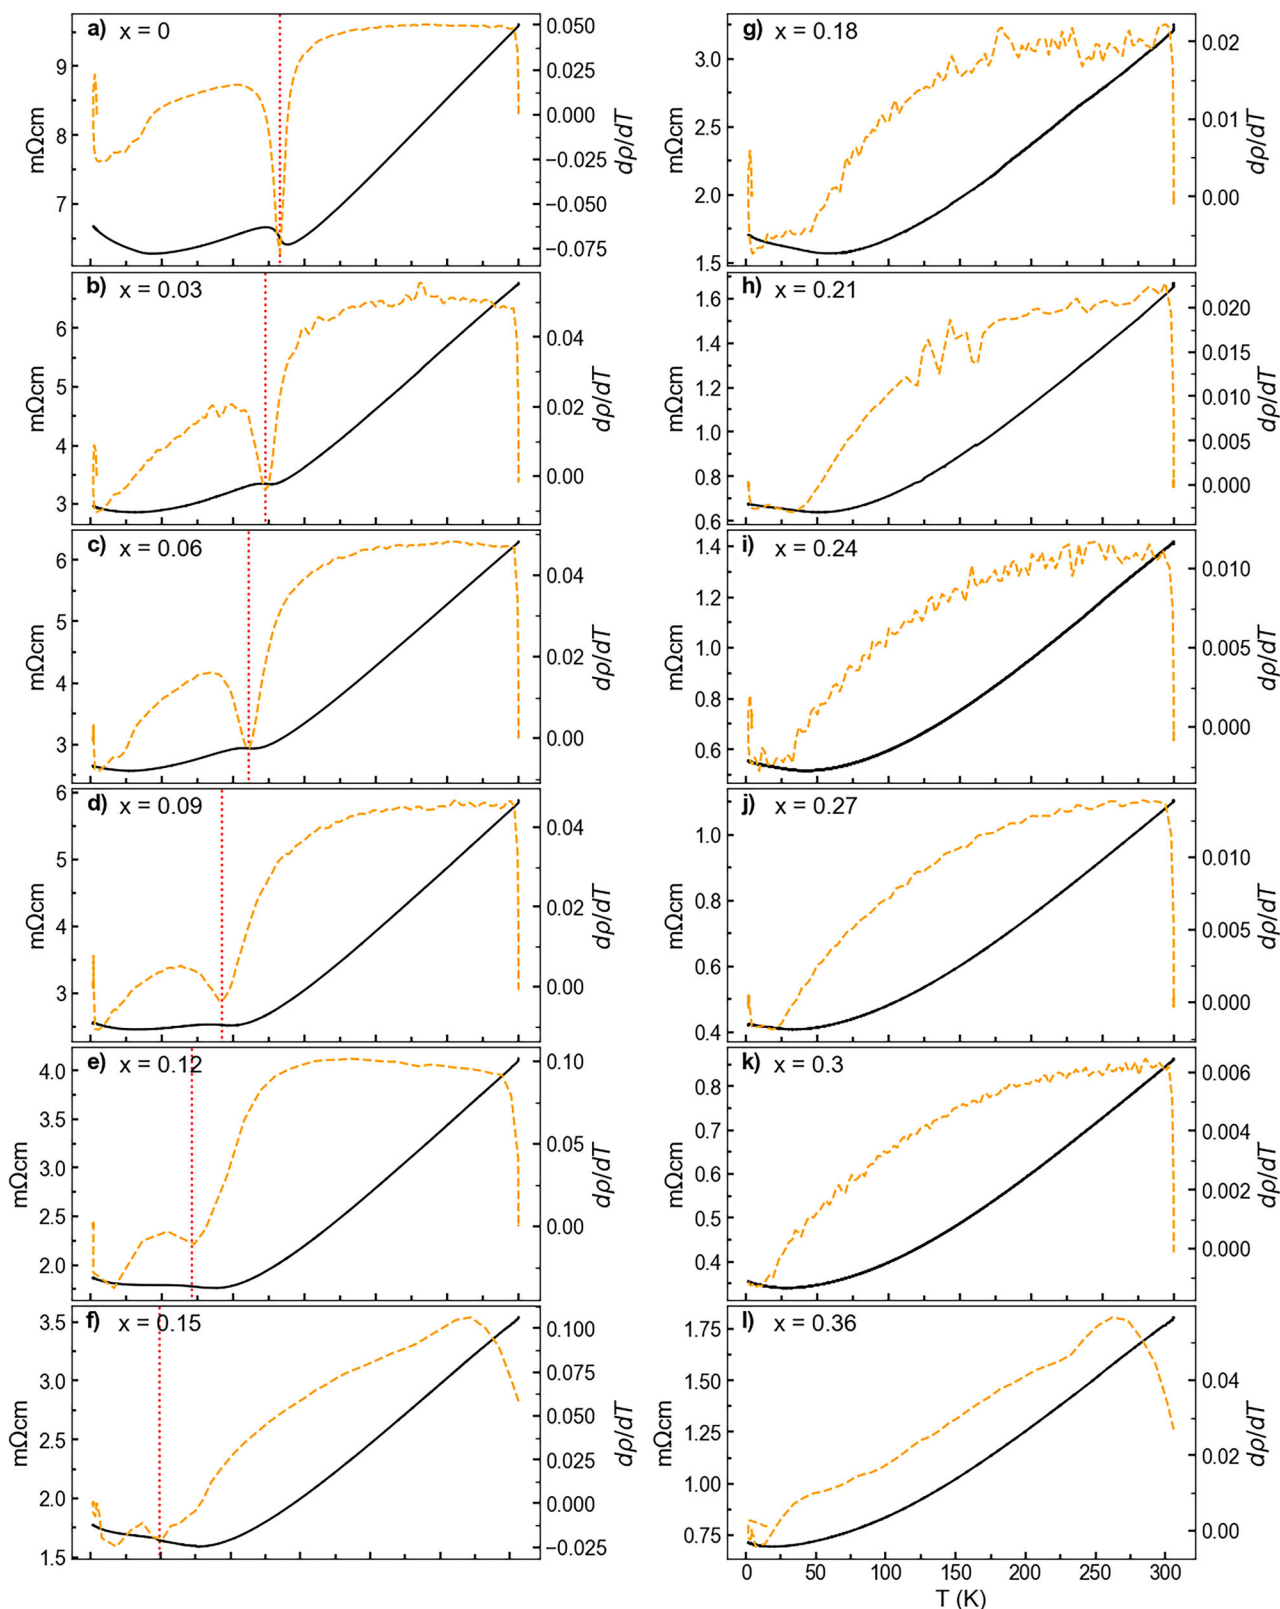 a) x = 0
mΩcm
9
8
7
dρ/dT
0.050
0.025
0.000
−0.025
−0.050
−0.075
b) x = 0.03
mΩcm
6
5
4
3
dρ/dT
0.04
0.02
0.00
c) x = 0.06
mΩcm
6
5
4
3
dρ/dT
0.04
0.02
0.00
d) x = 0.09
mΩcm
6
5
4
3
dρ/dT
0.04
0.02
0.00
e) x = 0.12
mΩcm
4.0
3.5
3.0
2.5
2.0
dρ/dT
0.10
0.05
0.00
f) x = 0.15
mΩcm
3.5
3.0
2.5
2.0
1.5
dρ/dT
0.100
0.075
0.050
0.025
0.000
−0.025
g) x = 0.18
mΩcm
3.0
2.5
2.0
1.5
dρ/dT
0.02
0.01
0.00
h) x = 0.21
mΩcm
1.6
1.4
1.2
1.0
0.8
0.6
dρ/dT
0.020
0.015
0.010
0.005
0.000
i) x = 0.24
mΩcm
1.4
1.2
1.0
0.8
0.6
dρ/dT
0.010
0.005
0.000
j) x = 0.27
mΩcm
1.0
0.8
0.6
0.4
dρ/dT
0.010
0.005
0.000
k) x = 0.3
mΩcm
0.8
0.7
0.6
0.5
0.4
dρ/dT
0.006
0.004
0.002
0.000
l) x = 0.36
mΩcm
1.75
1.50
1.25
1.00
0.75
dρ/dT
0.04
0.02
0.00
0 50 100 150 200 250 300
T (K)